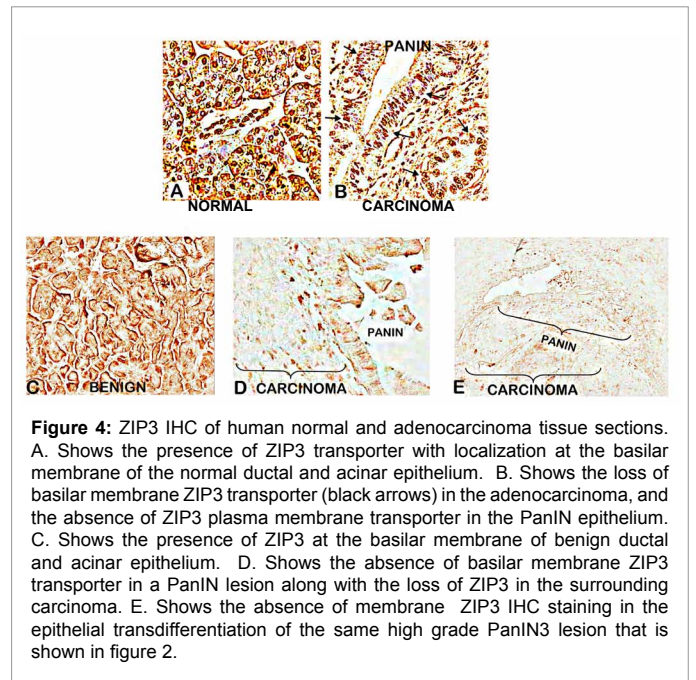 PANIN
A
B
NORMAL
CARCINOMA
PANIN
PANIN
C
BENIGN
D
CARCINOMA
E
CARCINOMA
Figure 4: ZIP3 IHC of human normal and adenocarcinoma tissue sections.
A. Shows the presence of ZIP3 transporter with localization at the basilar
membrane of the normal ductal and acinar epithelium. B. Shows the loss of
basilar membrane ZIP3 transporter (black arrows) in the adenocarcinoma, and
the absence of ZIP3 plasma membrane transporter in the PanIN epithelium.
C. Shows the presence of ZIP3 at the basilar membrane of benign ductal
and acinar epithelium. D. Shows the absence of basilar membrane ZIP3
transporter in a PanIN lesion along with the loss of ZIP3 in the surrounding
carcinoma. E. Shows the absence of membrane ZIP3 IHC staining in the
epithelial transdifferentiation of the same high grade PanIN3 lesion that is
shown in figure 2.